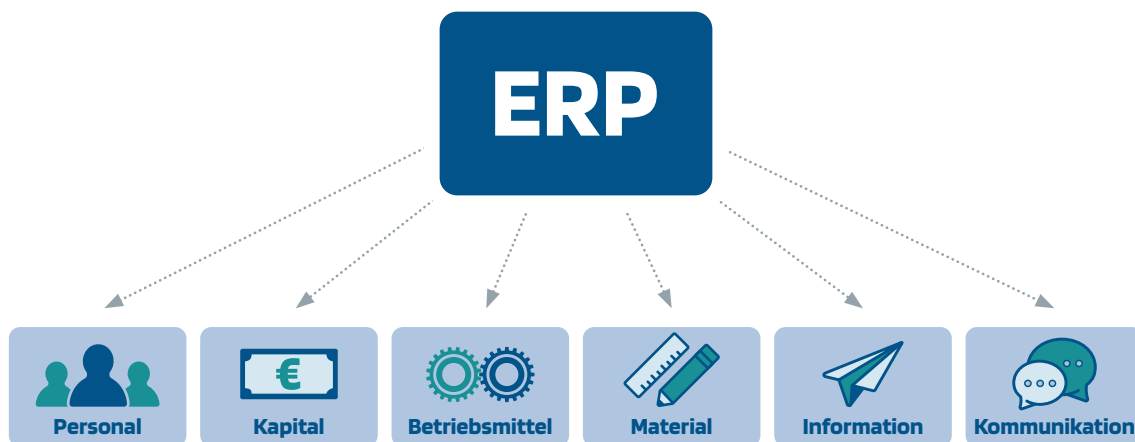 ERP
€
Personal
Kapital
Betriebsmittel
Material
Information
Kommunikation